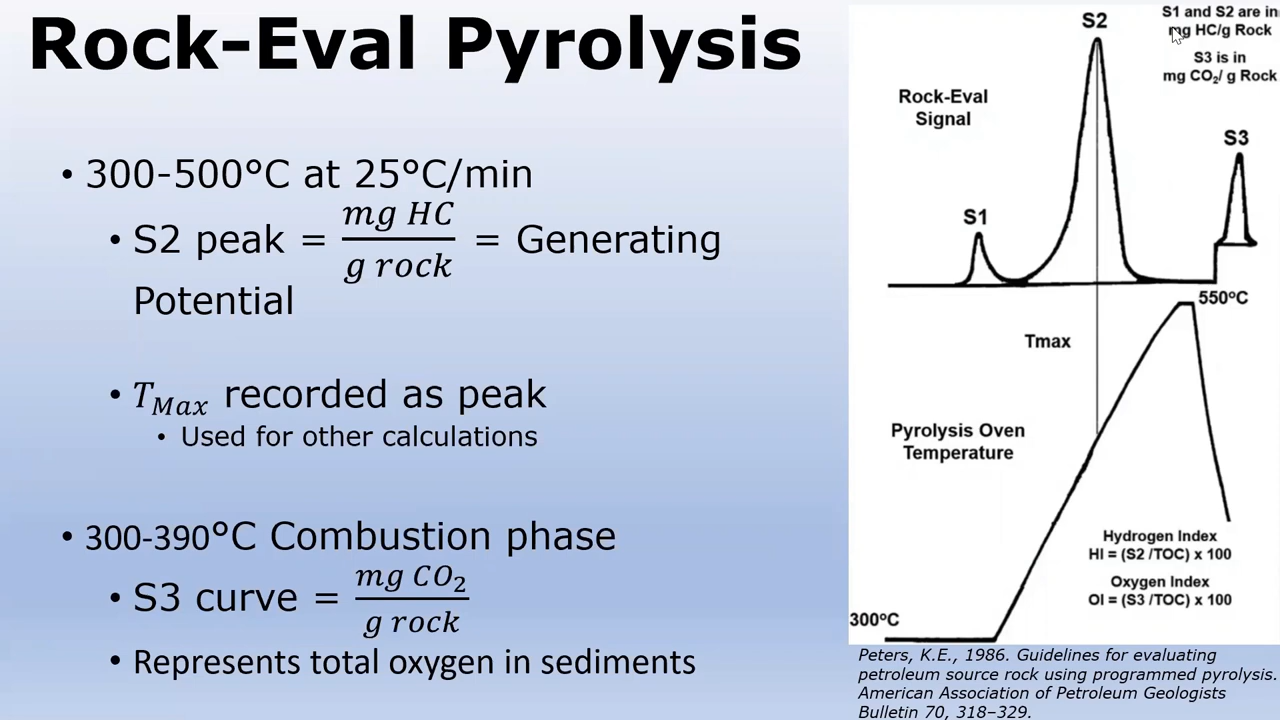 Rock-Eval Pyrolysis
• 300-500°C at 25°C/min
• S2 peak = mg HC / g rock = Generating
Potential
• T_Max recorded as peak
• Used for other calculations
• 300-390°C Combustion phase
• S3 curve = mg CO₂ / g rock
• Represents total oxygen in sediments
S1 and S2 are in
mg HC/g Rock
S3 is in
mg CO₂/ g Rock
S2
Rock-Eval
Signal
S3
S1
550°C
Tmax
Pyrolysis Oven
Temperature
Hydrogen Index
HI = (S2 /TOC) x 100
Oxygen Index
OI = (S3 /TOC) x 100
300°C
Peters, K.E., 1986. Guidelines for evaluating
petroleum source rock using programmed pyrolysis.
American Association of Petroleum Geologists
Bulletin 70, 318–329.